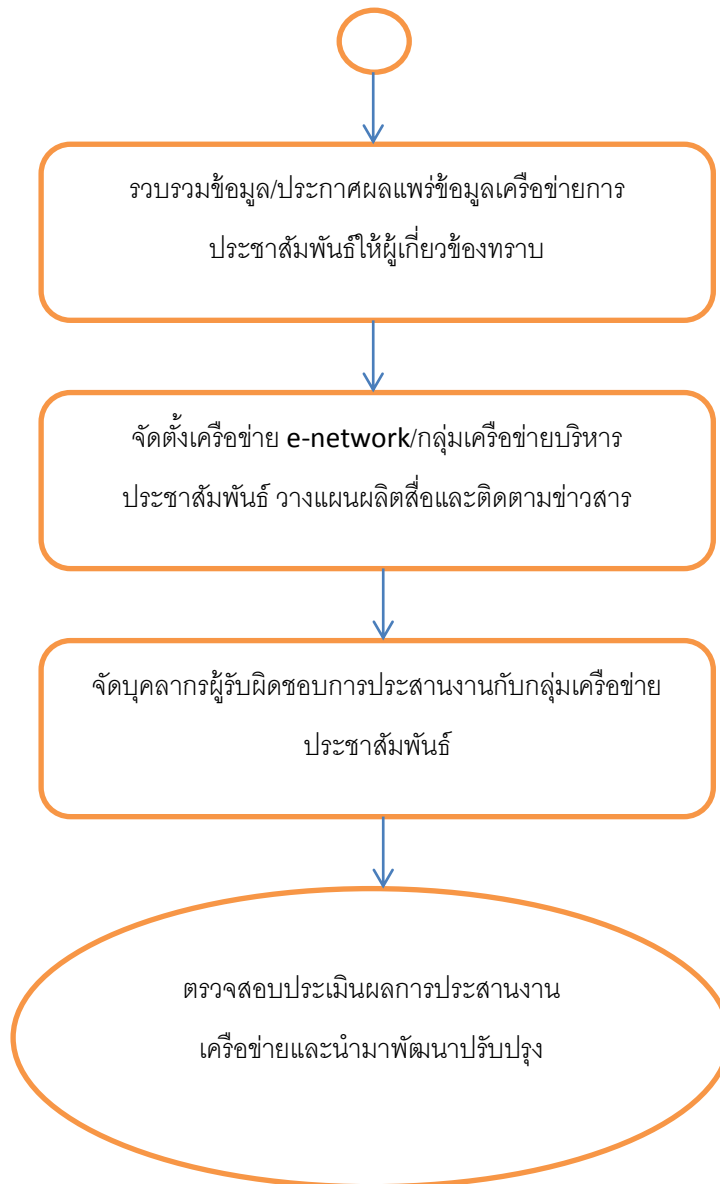 รวบรวมข้อมูล/ประกาศผลแพร่ข้อมูลเครือข่ายการ
ประชาสัมพันธ์ให้ผู้เกี่ยวข้องทราบ
จัดตั้งเครือข่าย e-network/กลุ่มเครือข่ายบริหาร
ประชาสัมพันธ์ วางแผนผลิตสื่อและติดตามข่าวสาร
จัดบุคลากรผู้รับผิดชอบการประสานงานกับกลุ่มเครือข่าย
ประชาสัมพันธ์
ตรวจสอบประเมินผลการประสานงาน
เครือข่ายและนำมาพัฒนาปรับปรุง